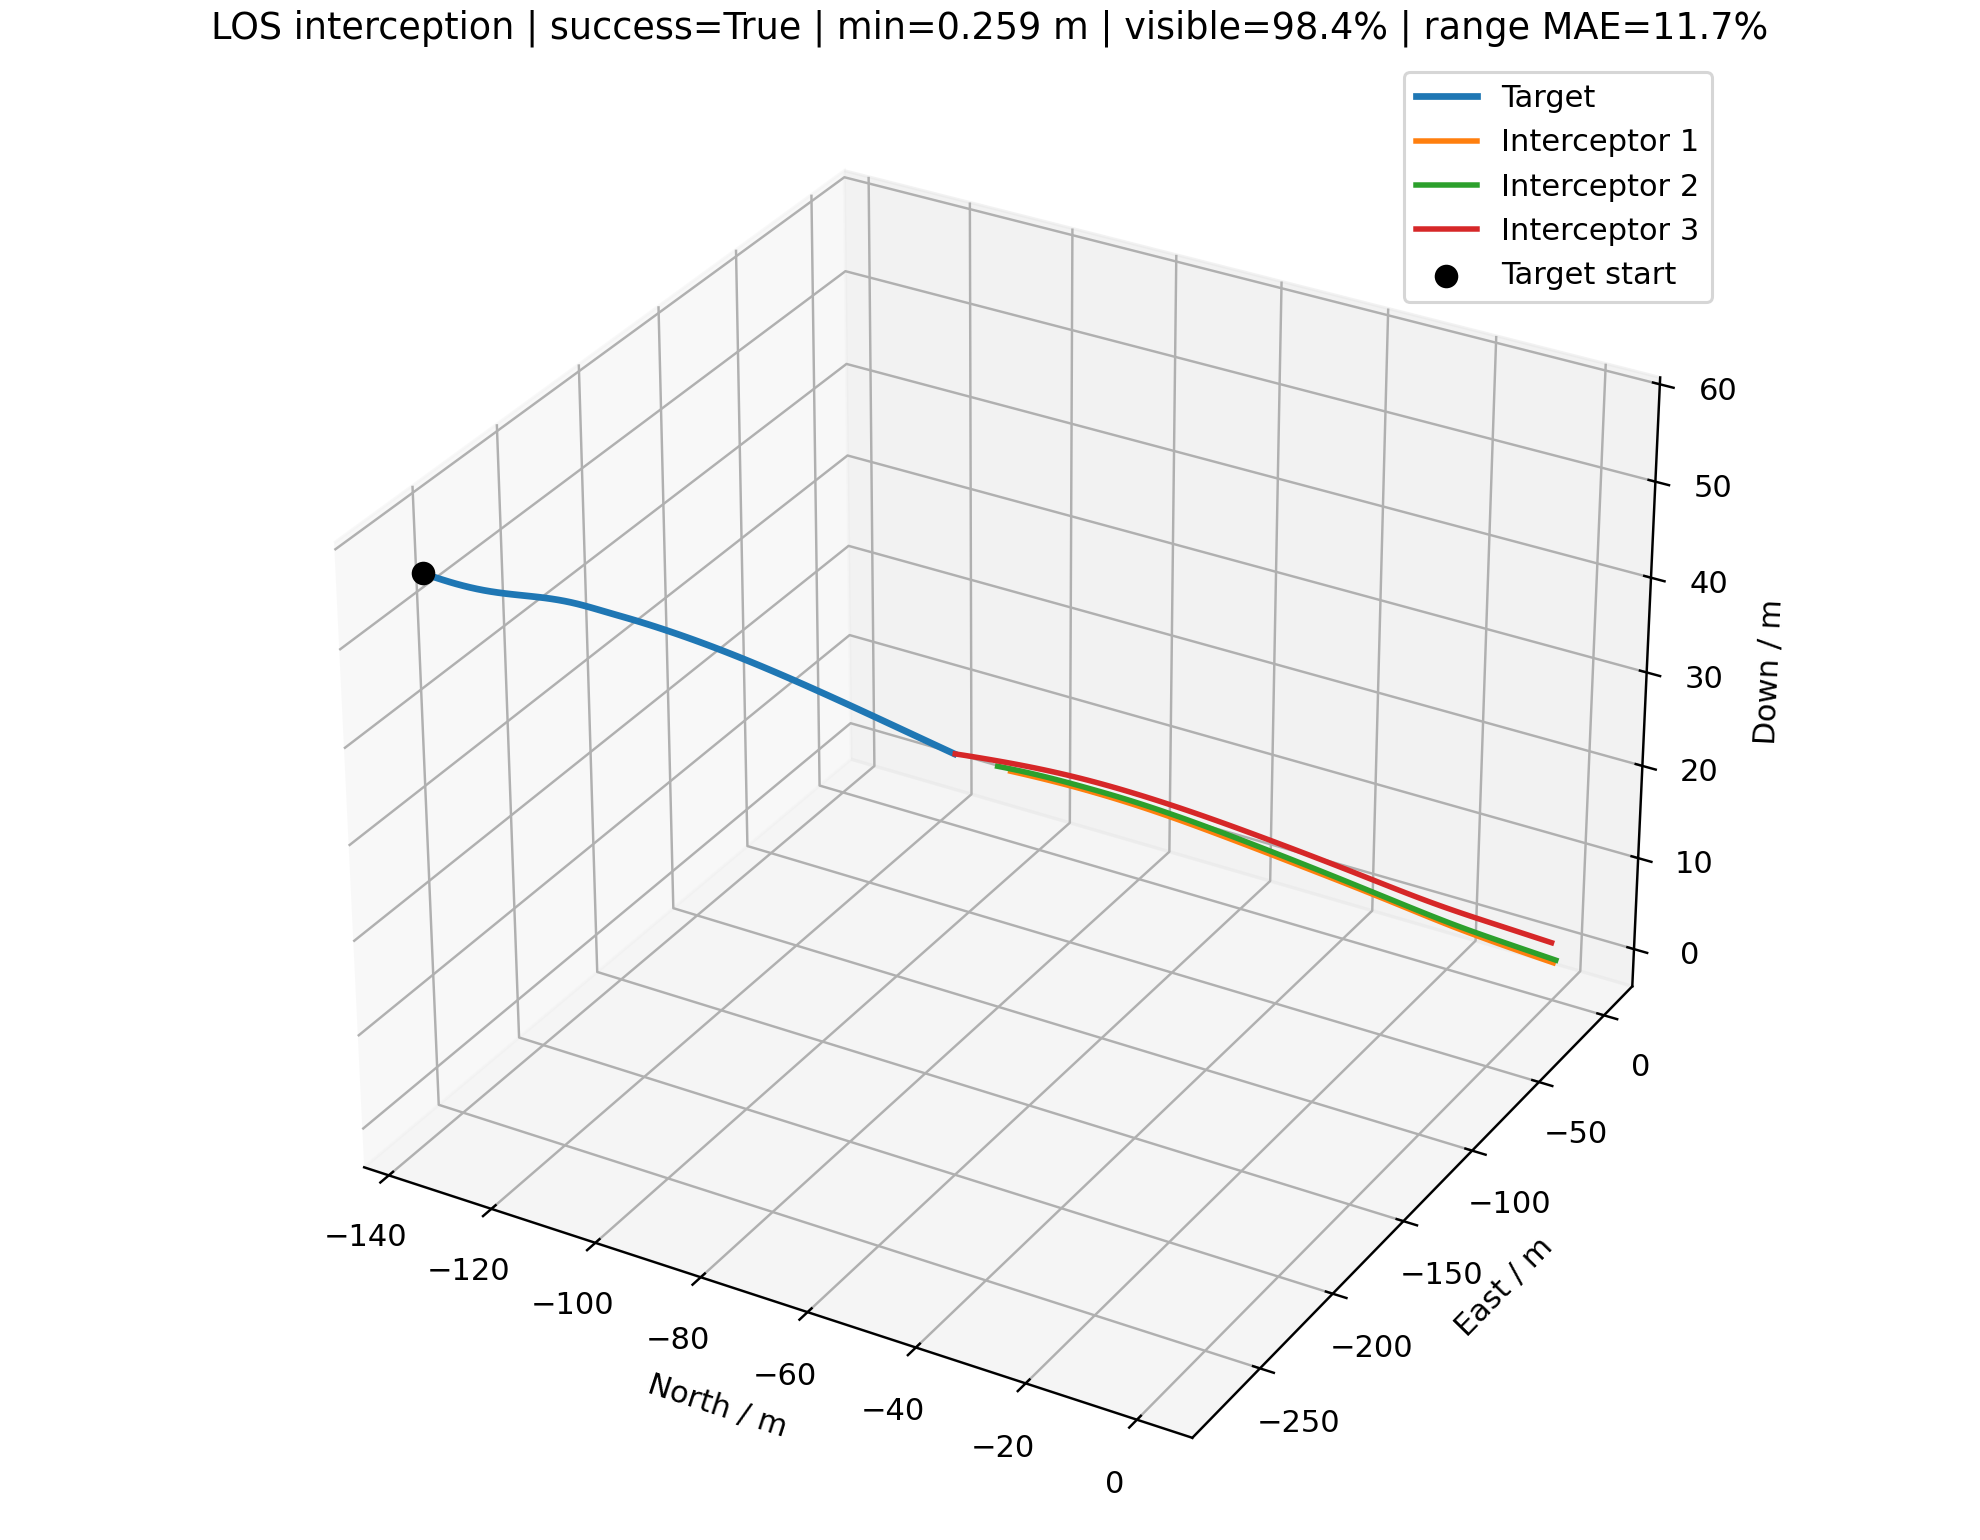 LOS interception | success=True | min=0.259 m | visible=98.4% | range MAE=11.7%
Target
Interceptor 1
Interceptor 2
Interceptor 3
Target start
60
50
40
30
20
10
0
Down / m
0
−50
−100
−150
−200
−250
East / m
−140
−120
−100
−80
−60
−40
−20
0
North / m